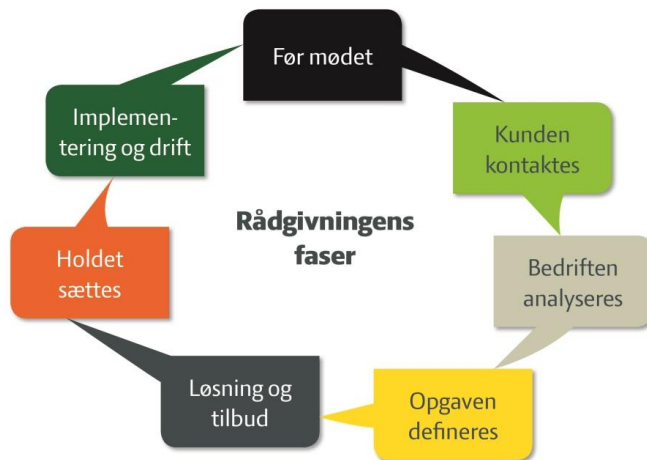 Før mødet
Kunden
kontaktes
Bedriften
analyseres
Opgaven
defineres
Løsning og
tilbud
Holdet
sættes
Implemen-
tering og drift
Rådgivningens
faser